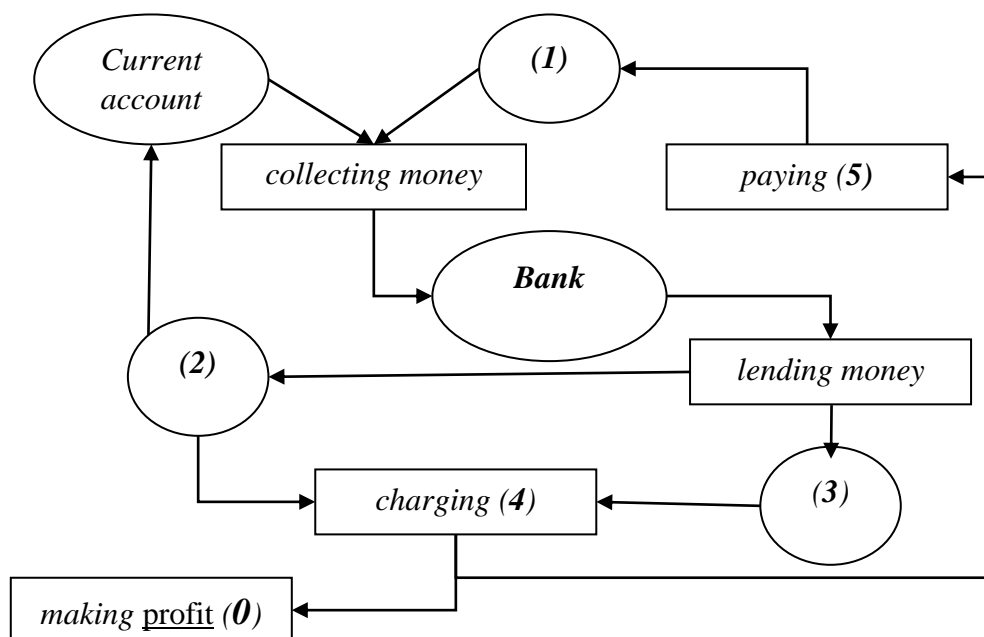 Current
account
(1)
collecting money
paying (5)
Bank
(2)
lending money
charging (4)
(3)
making profit (0)